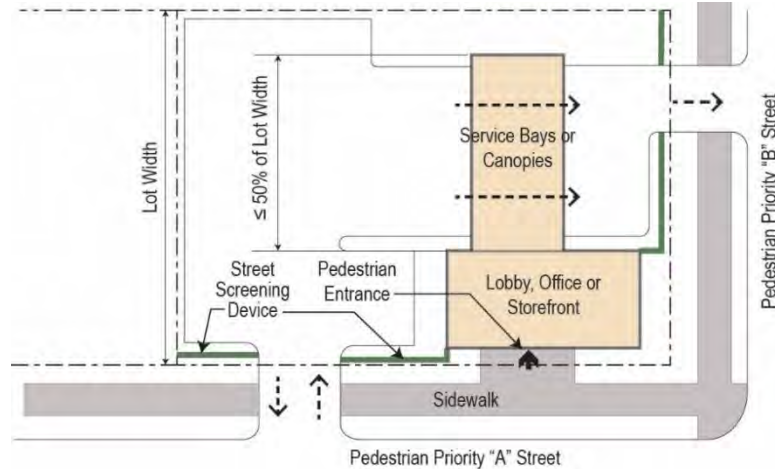 Lot Width
≤ 50% of Lot Width
Service Bays or
Canopies
Pedestrian Priority "B" Street
Street
Screening
Device
Pedestrian
Entrance
Lobby, Office or
Storefront
Sidewalk
Pedestrian Priority "A" Street